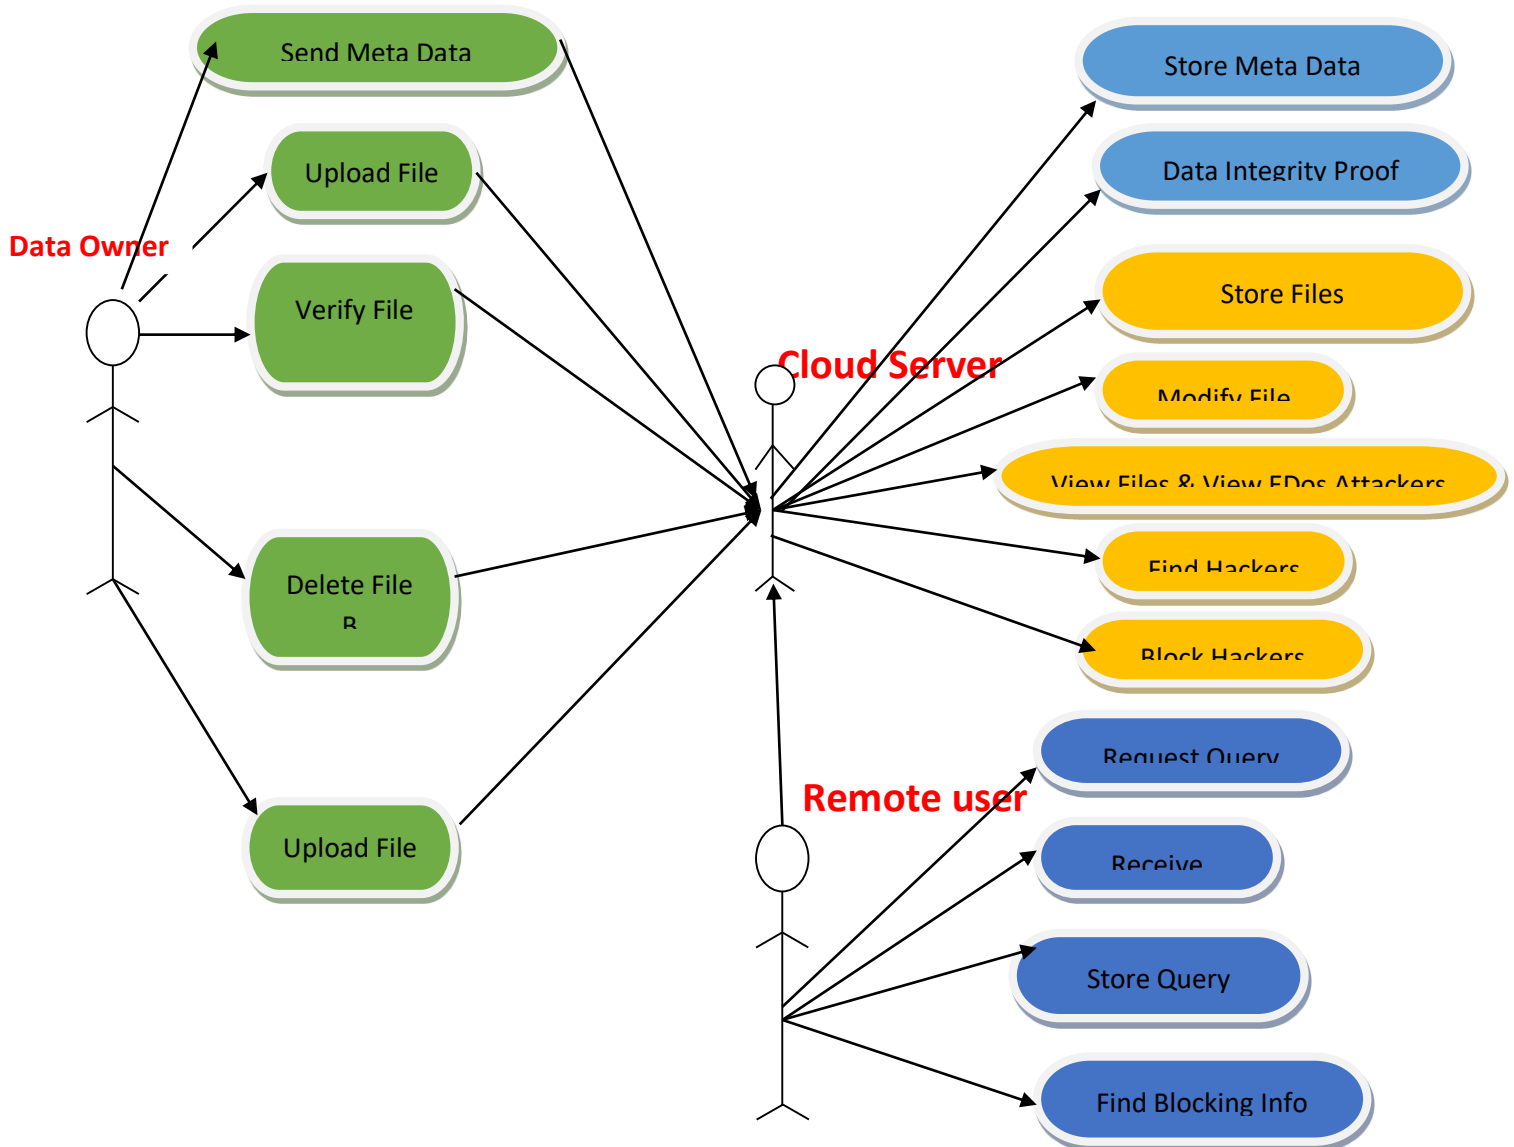 Send Meta Data
Store Meta Data
Upload File
Data Integrity Proof
Data Owner
Verify File
Store Files
Cloud Server
Modify File
View Files & View EDos Attackers
Find Hackers
Delete File
B
Block Hackers
Request Query
Remote user
Upload File
Receive
Store Query
Find Blocking Info